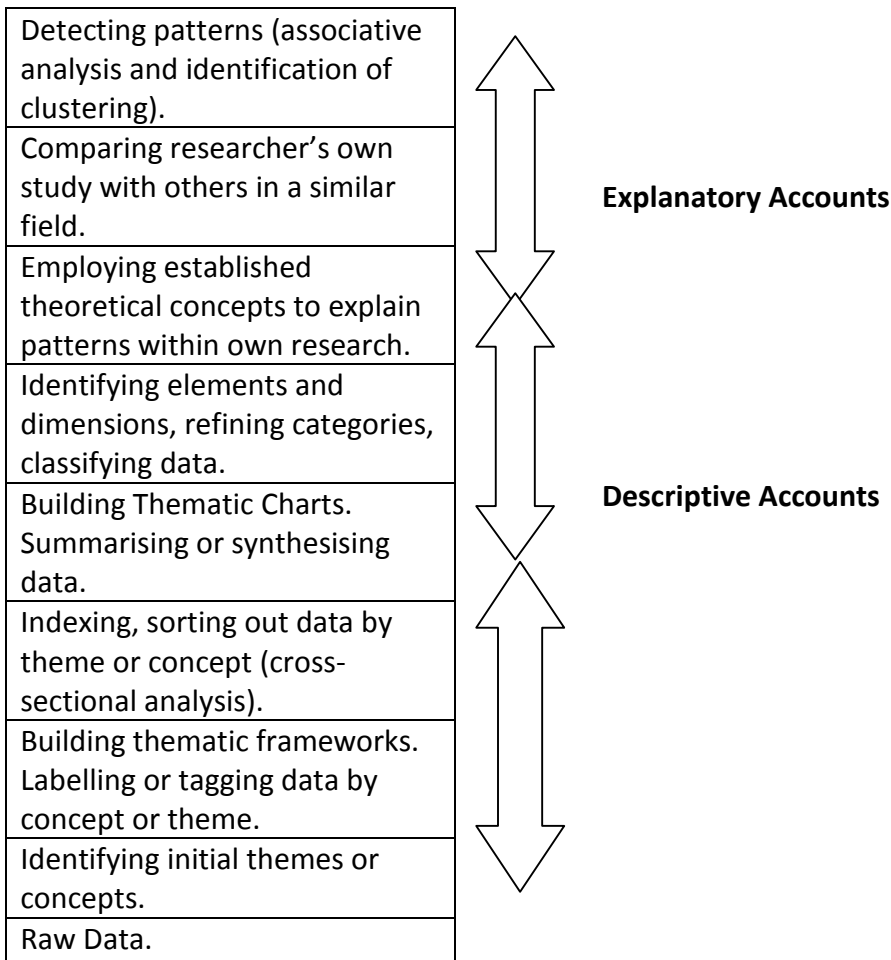 Detecting patterns (associative
analysis and identification of
clustering).
Comparing researcher’s own
study with others in a similar
field.
Employing established
theoretical concepts to explain
patterns within own research.
Identifying elements and
dimensions, refining categories,
classifying data.
Building Thematic Charts.
Summarising or synthesising
data.
Indexing, sorting out data by
theme or concept (cross-
sectional analysis).
Building thematic frameworks.
Labelling or tagging data by
concept or theme.
Identifying initial themes or
concepts.
Raw Data.
Explanatory Accounts
Descriptive Accounts